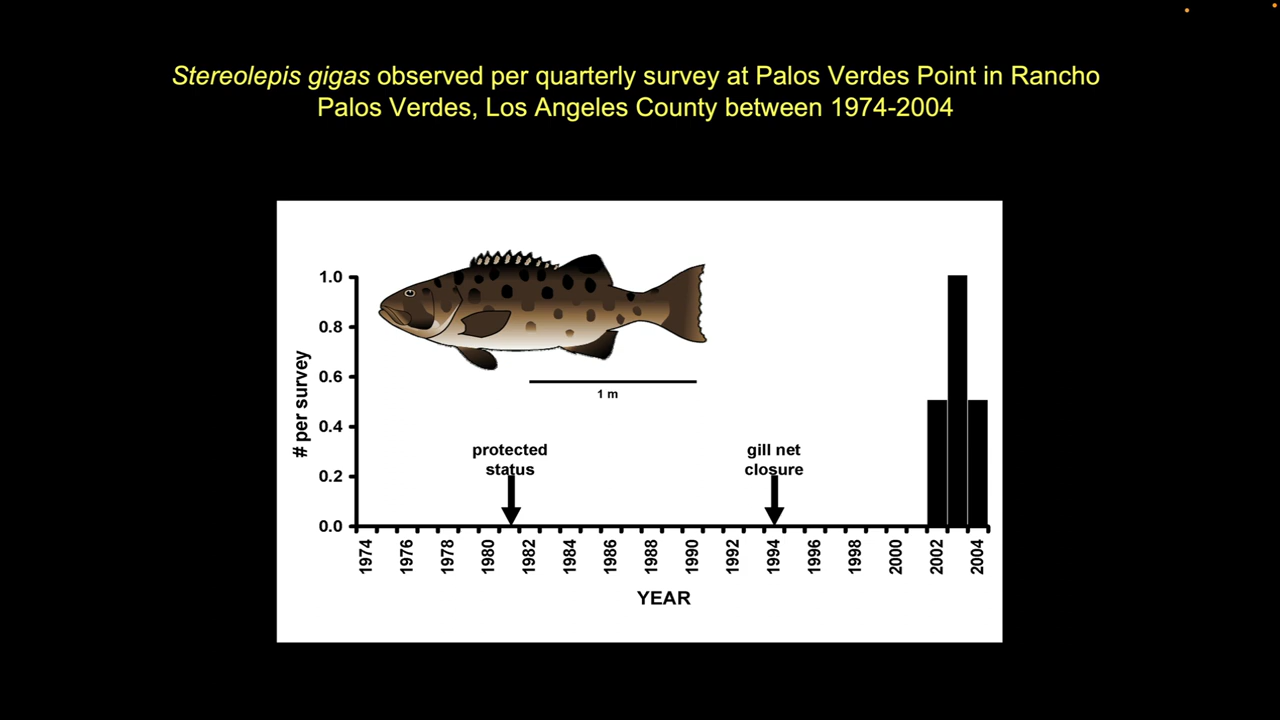 Stereolepis gigas observed per quarterly survey at Palos Verdes Point in Rancho
Palos Verdes, Los Angeles County between 1974-2004
1.0
0.8
0.6
0.4
0.2
0.0
# per survey
1 m
protected
status
gill net
closure
1974
1976
1978
1980
1982
1984
1986
1988
1990
1992
1994
1996
1998
2000
2002
2004
YEAR